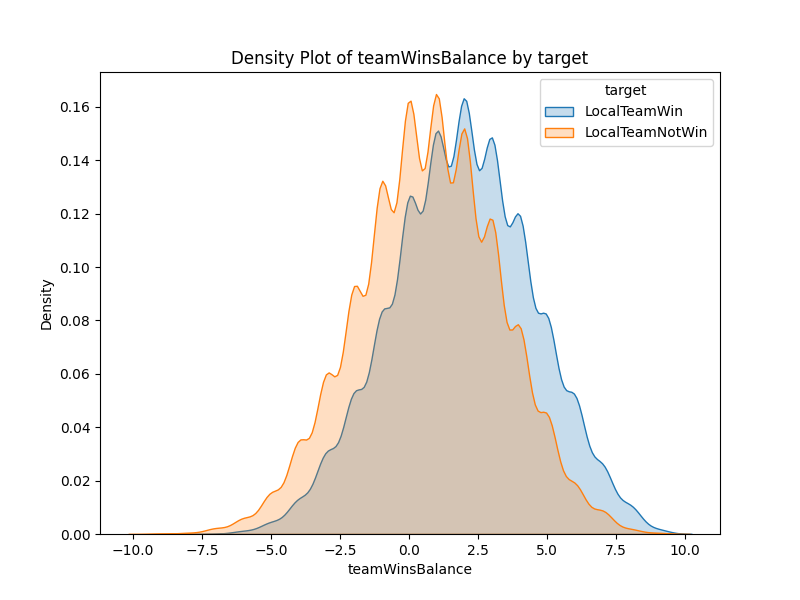 Density Plot of teamWinsBalance by target
target
LocalTeamWin
LocalTeamNotWin
Density
0.16
0.14
0.12
0.10
0.08
0.06
0.04
0.02
0.00
−10.0 −7.5 −5.0 −2.5 0.0 2.5 5.0 7.5 10.0
teamWinsBalance